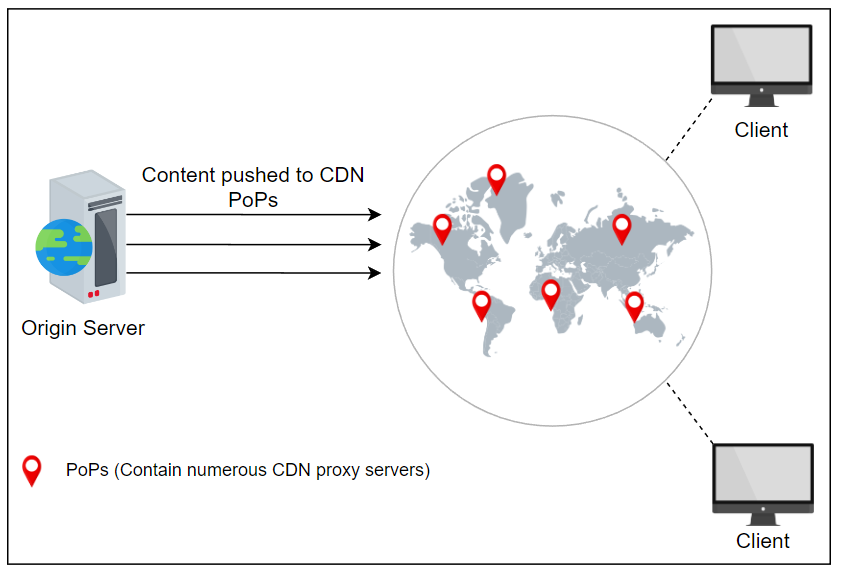 Client
Content pushed to CDN
PoPs
Origin Server
PoPs (Contain numerous CDN proxy servers)
Client